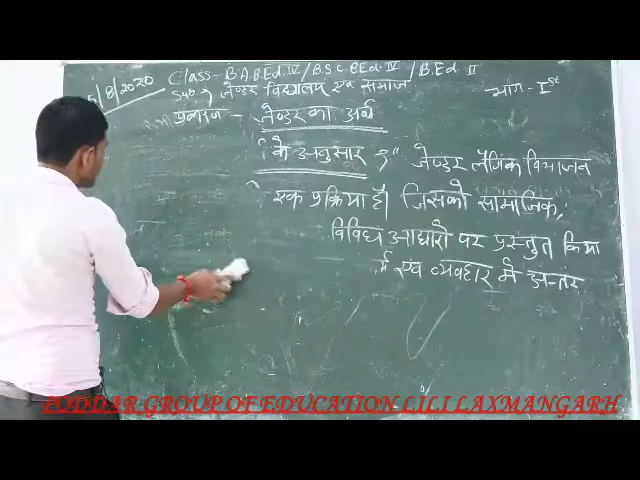 5/8/2020 Class- B.A.B.Ed. IV / B.S.C. B.Ed. IV / B.Ed. II
Sub → जेण्डर विद्यालय एवं समाज भाग - Ist
प्रकरण - जेण्डर का अर्थ
के अनुसार " जेण्डर लैंगिक विभाजन
एक प्रक्रिया है। जिसको सामाजिक,
विविध आधारो पर प्रस्तुत किया
एवं व्यवहार में अन्तर
PODDAR GROUP OF EDUCATION LILI LAXMANGARH